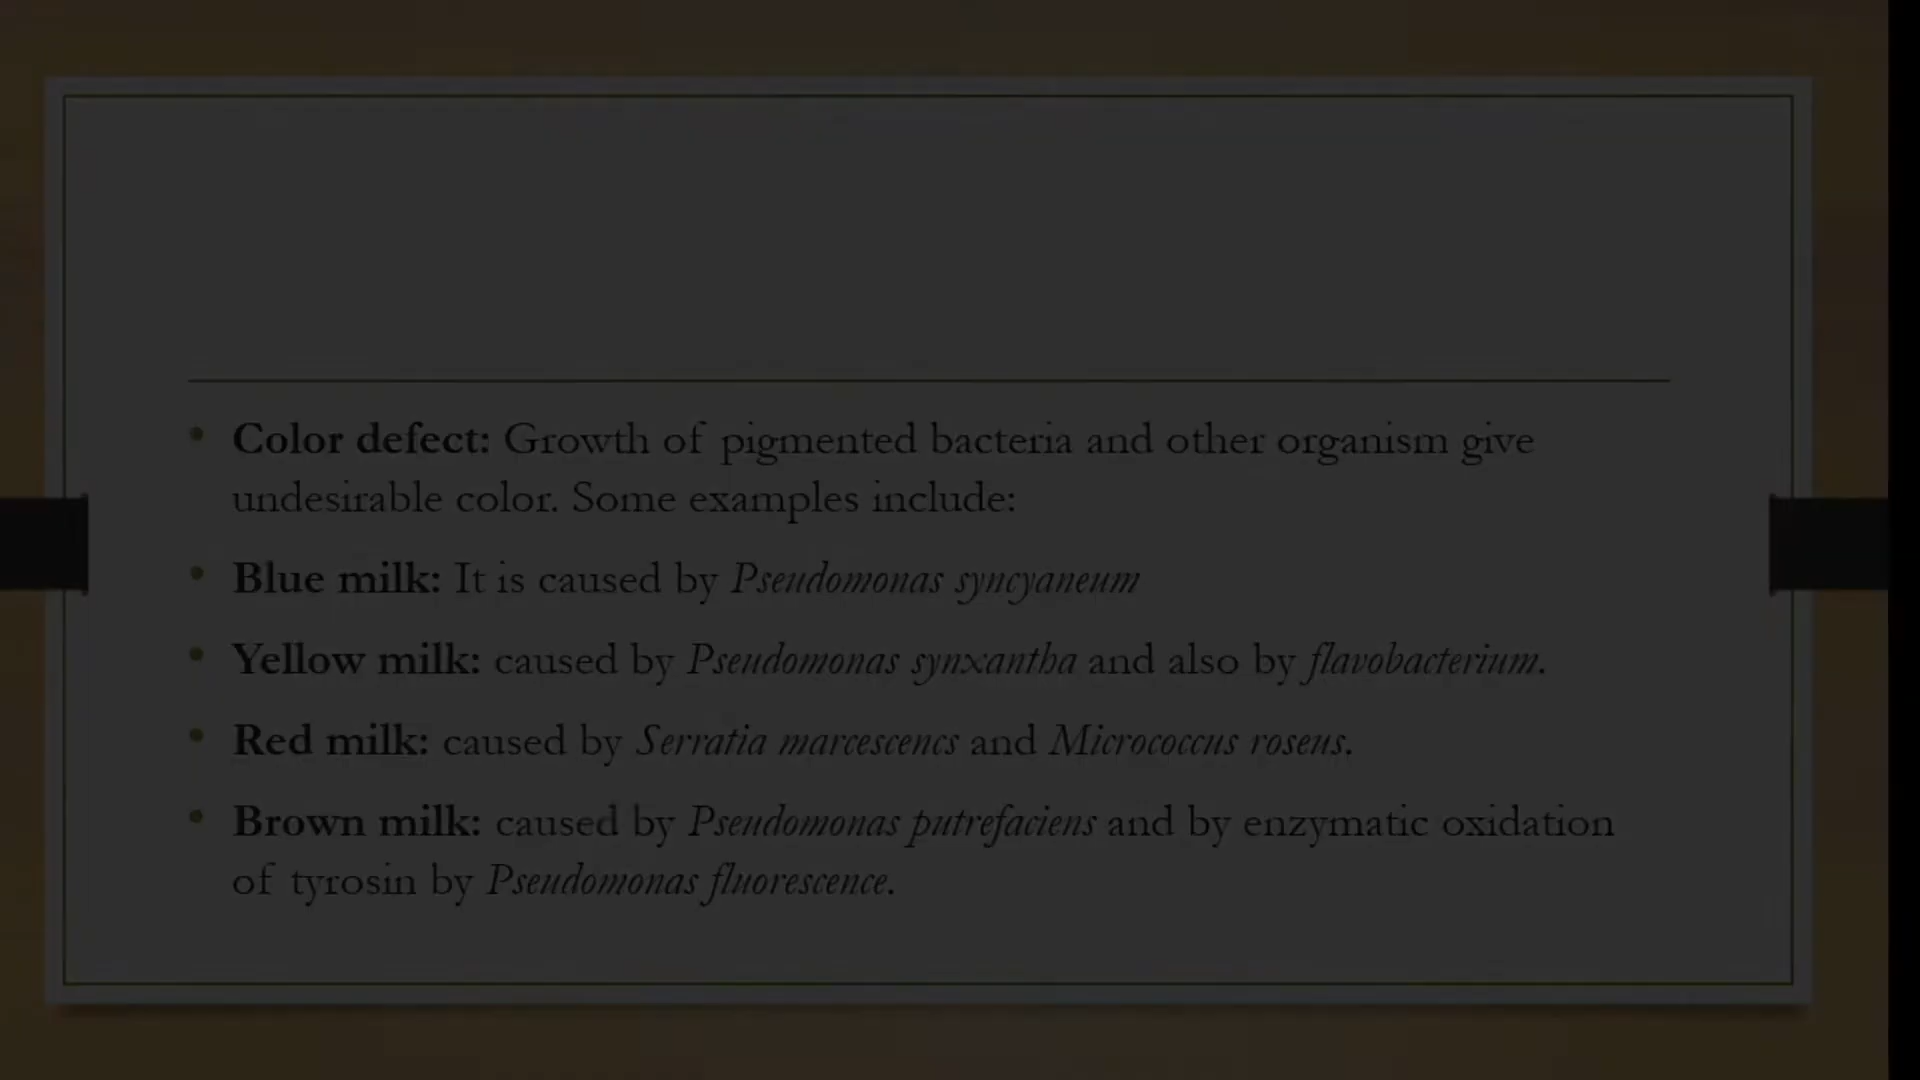 • Color defect: Growth of pigmented bacteria and other organism give
undesirable color. Some examples include:
• Blue milk: It is caused by Pseudomonas syncyaneum
• Yellow milk: caused by Pseudomonas synxantha and also by flavobacterium.
• Red milk: caused by Serratia marcescencs and Micrococcus roseus.
• Brown milk: caused by Pseudomonas putrefaciens and by enzymatic oxidation
of tyrosin by Pseudomonas fluorescence.